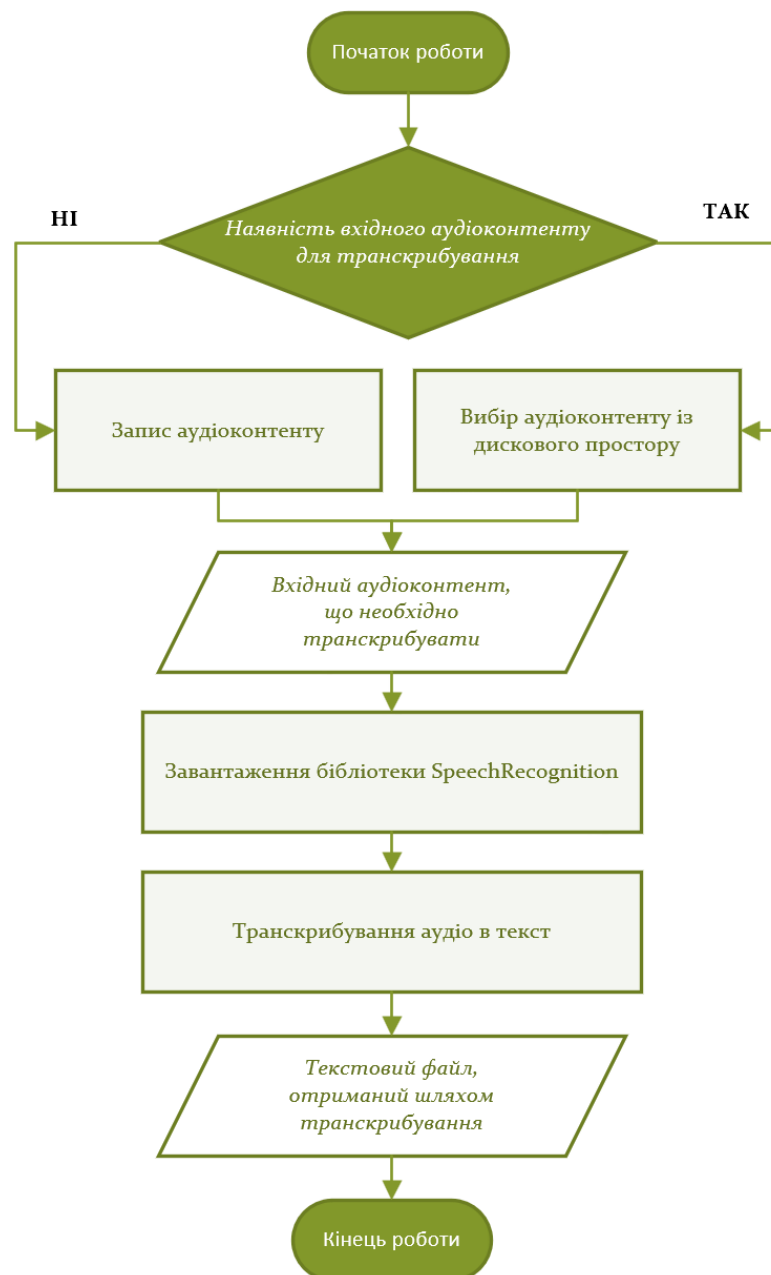 Початок роботи
НІ
ТАК
Наявність вхідного аудіоконтенту
для транскрибування
Запис аудіоконтенту
Вибір аудіоконтенту із
дискового простору
Вхідний аудіоконтент,
що необхідно
транскрибувати
Завантаження бібліотеки SpeechRecognition
Транскрибування аудіо в текст
Текстовий файл,
отриманий шляхом
транскрибування
Кінець роботи